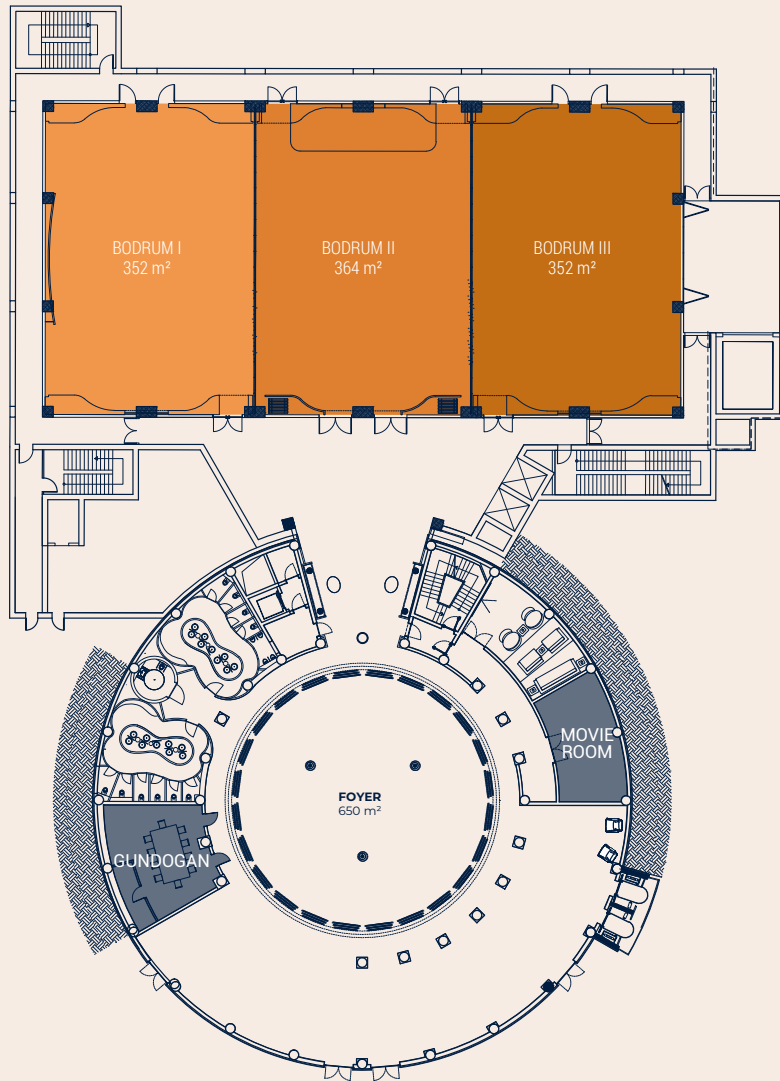 BODRUM I
352 m²
BODRUM II
364 m²
BODRUM III
352 m²
MOVIE
ROOM
FOYER
650 m²
GUNDOGAN